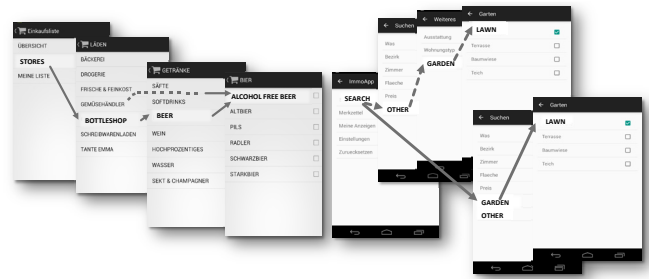 Einkaufsliste
ÜBERSICHT
STORES
MEINE LISTE
LÄDEN
BÄCKEREI
DROGERIE
FRISCHE & FEINKOST
GEMÜSEHÄNDLER
BOTTLESHOP
SCHREIBWARENLADEN
TANTE EMMA
GETRÄNKE
SÄFTE
SOFTDRINKS
BEER
WEIN
HOCHPROZENTIGES
WASSER
SEKT & CHAMPAGNER
BIER
ALCOHOL FREE BEER
ALTBIER
PILS
RADLER
SCHWARZBIER
STARKBIER
ImmoApp
SEARCH
Merkzettel
Meine Anzeigen
Einstellungen
Zuruecksetzen
Suchen
Was
Bezirk
Zimmer
Flaeche
Preis
OTHER
Weiteres
Ausstattung
Wohnungstyp
GARDEN
Garten
LAWN
Terrasse
Baumwiese
Teich
Suchen
Was
Bezirk
Zimmer
Flaeche
Preis
GARDEN
OTHER
Garten
LAWN
Terrasse
Baumwiese
Teich